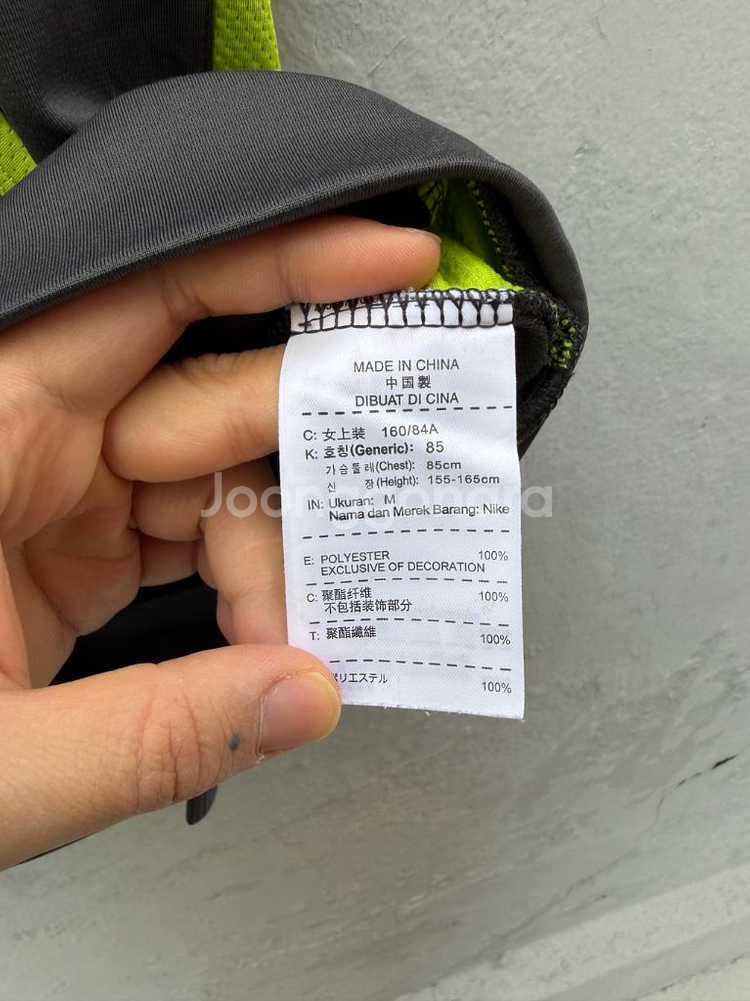 MADE IN CHINA
中国製
DIBUAT DI CINA
C: 女上装 160/84A
K: 호칭(Generic): 85
가슴둘레(Chest): 85cm
신 장(Height): 155-165cm
IN: Ukuran: M
Nama dan Merek Barang: Nike
E: POLYESTER 100%
EXCLUSIVE OF DECORATION
C: 聚酯纤维 100%
不包括装饰部分
T: 聚酯纖維 100%
リエステル 100%
Joonggonara